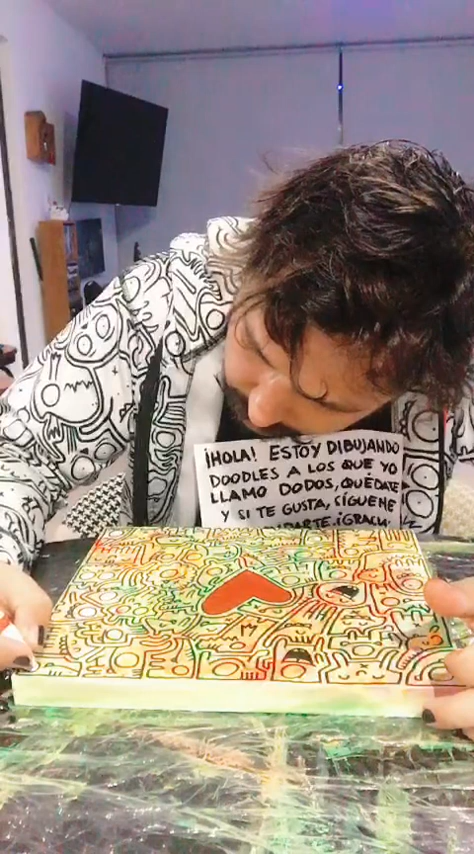 ¡HOLA! ESTOY DIBUJANDO
DOODLES A LOS QUE YO
LLAMO DODOS, QUÉDATE
Y SI TE GUSTA, SÍGUEME